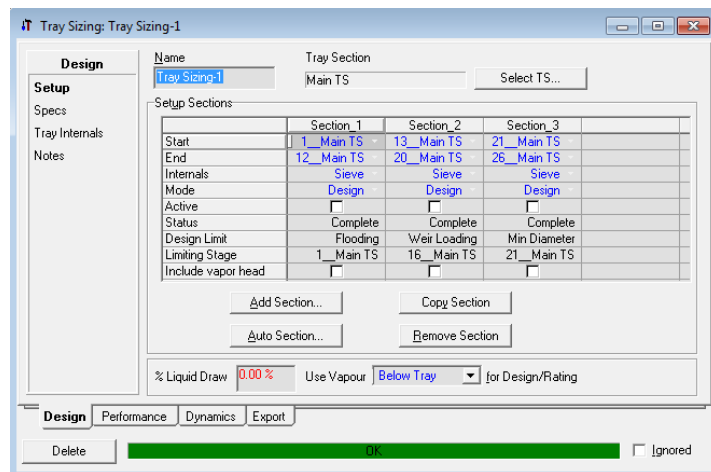 Tray Sizing: Tray Sizing-1
Design
Setup
Specs
Tray Internals
Notes
Name
Tray Section
Tray Sizing-1
Main TS
Select TS...
Setup Sections
Section_1 Section_2 Section_3
Start 1__Main TS 13__Main TS 21__Main TS
End 12__Main TS 20__Main TS 26__Main TS
Internals Sieve Sieve Sieve
Mode Design Design Design
Active
Status Complete Complete Complete
Design Limit Flooding Weir Loading Min Diameter
Limiting Stage 1__Main TS 16__Main TS 21__Main TS
Include vapor head
Add Section... Copy Section
Auto Section... Remove Section
% Liquid Draw 0.00 % Use Vapour Below Tray for Design/Rating
Design Performance Dynamics Export
Delete OK Ignored